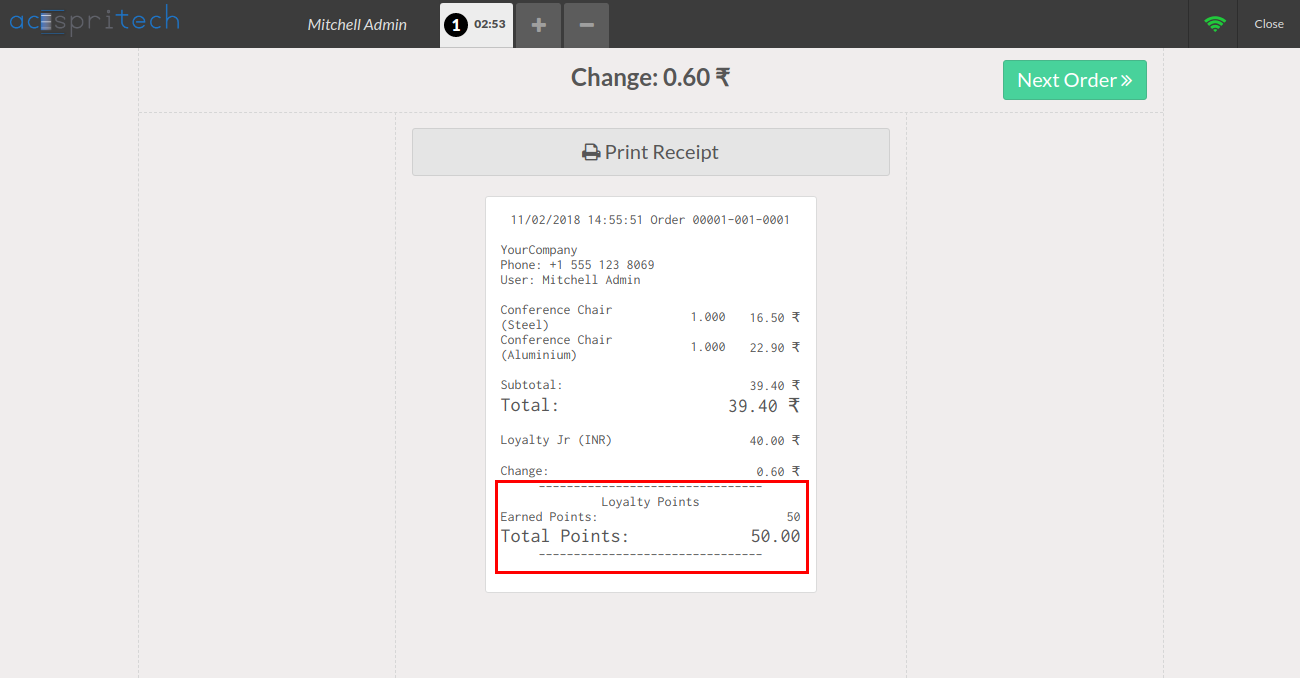 acespritech
Mitchell Admin
1 02:53
+
−
Close
Change: 0.60 ₹
Next Order »
Print Receipt
11/02/2018 14:55:51 Order 00001-001-0001
YourCompany
Phone: +1 555 123 8069
User: Mitchell Admin
Conference Chair (Steel) 1.000 16.50 ₹
Conference Chair (Aluminium) 1.000 22.90 ₹
Subtotal: 39.40 ₹
Total: 39.40 ₹
Loyalty Jr (INR) 40.00 ₹
Change: 0.60 ₹
--------------------------------
Loyalty Points
Earned Points: 50
Total Points: 50.00
--------------------------------